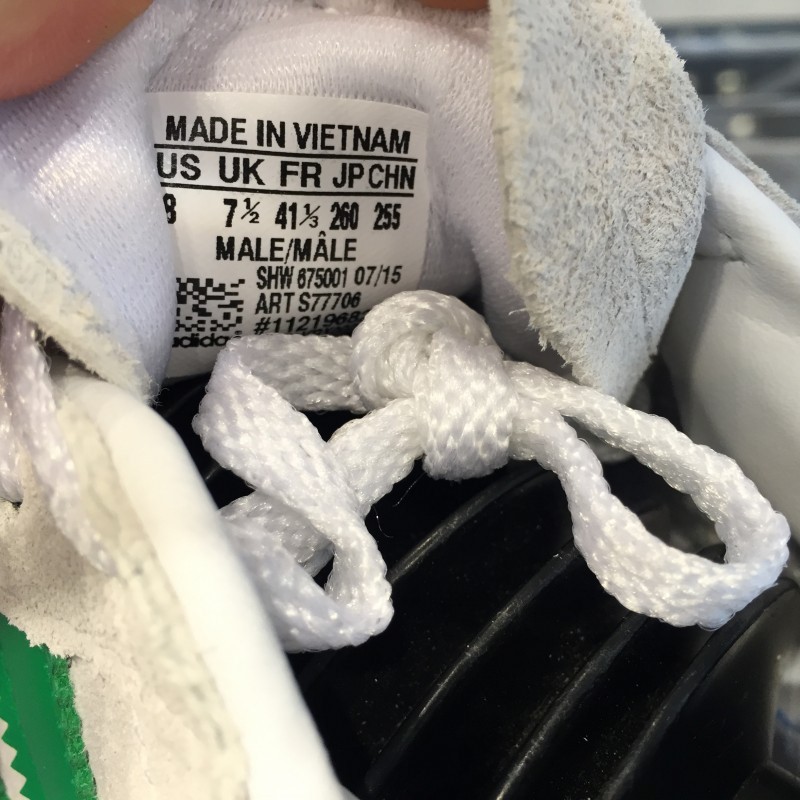 MADE IN VIETNAM
US UK FR JP CHN
8 7½ 41⅓ 260 255
MALE/MÂLE
SHW 675001 07/15
ART S77706
adidas